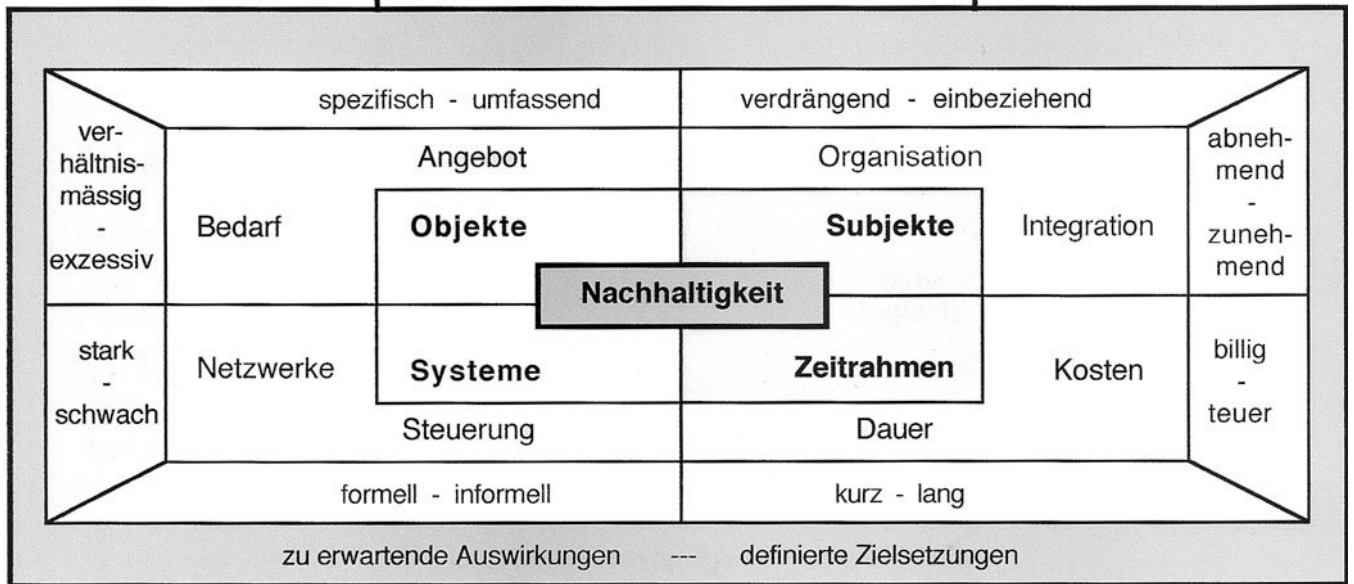 spezifisch - umfassend
verdrängend - einbeziehend
ver-
hältnis-
mässig
-
exzessiv
abneh-
mend
-
zuneh-
mend
Angebot
Organisation
Bedarf
Objekte
Subjekte
Integration
Nachhaltigkeit
stark
-
schwach
Netzwerke
Systeme
Zeitrahmen
Kosten
billig
-
teuer
Steuerung
Dauer
formell - informell
kurz - lang
zu erwartende Auswirkungen --- definierte Zielsetzungen